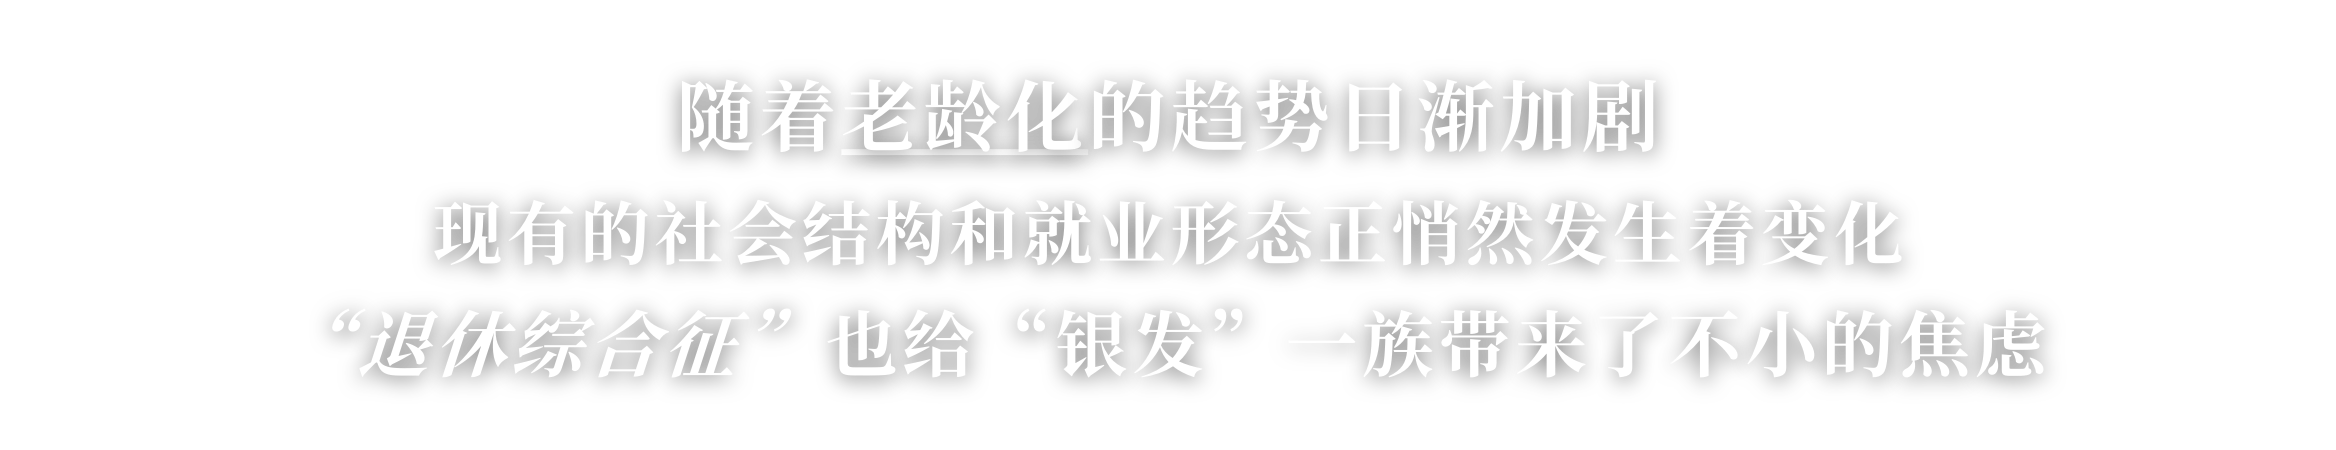 随着老龄化的趋势日渐加剧
现有的社会结构和就业形态正悄然发生着变化
“退休综合征”也给“银发”一族带来了不小的焦虑